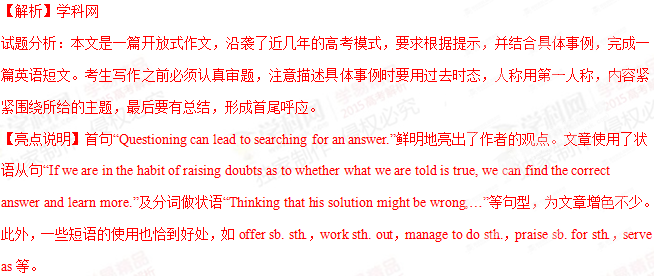 【解析】学科网
试题分析：本文是一篇开放式作文，沿袭了近几年的高考模式，要求根据提示，并结合具体事例，完成一
篇英语短文。考生写作之前必须认真审题，注意描述具体事例时要用过去时态，人称用第一人称，内容紧
紧围绕所给的主题，最后要有总结，形成首尾呼应。
【亮点说明】首句“Questioning can lead to searching for an answer.”鲜明地亮出了作者的观点。文章使用了状
语从句“If we are in the habit of raising doubts as to whether what we are told is true, we can find the correct
answer and learn more.”及分词做状语“Thinking that his solution might be wrong,…”等句型，为文章增色不少。
此外，一些短语的使用也恰到好处，如 offer sb. sth.，work sth. out，manage to do sth.，praise sb. for sth.，serve
as 等。